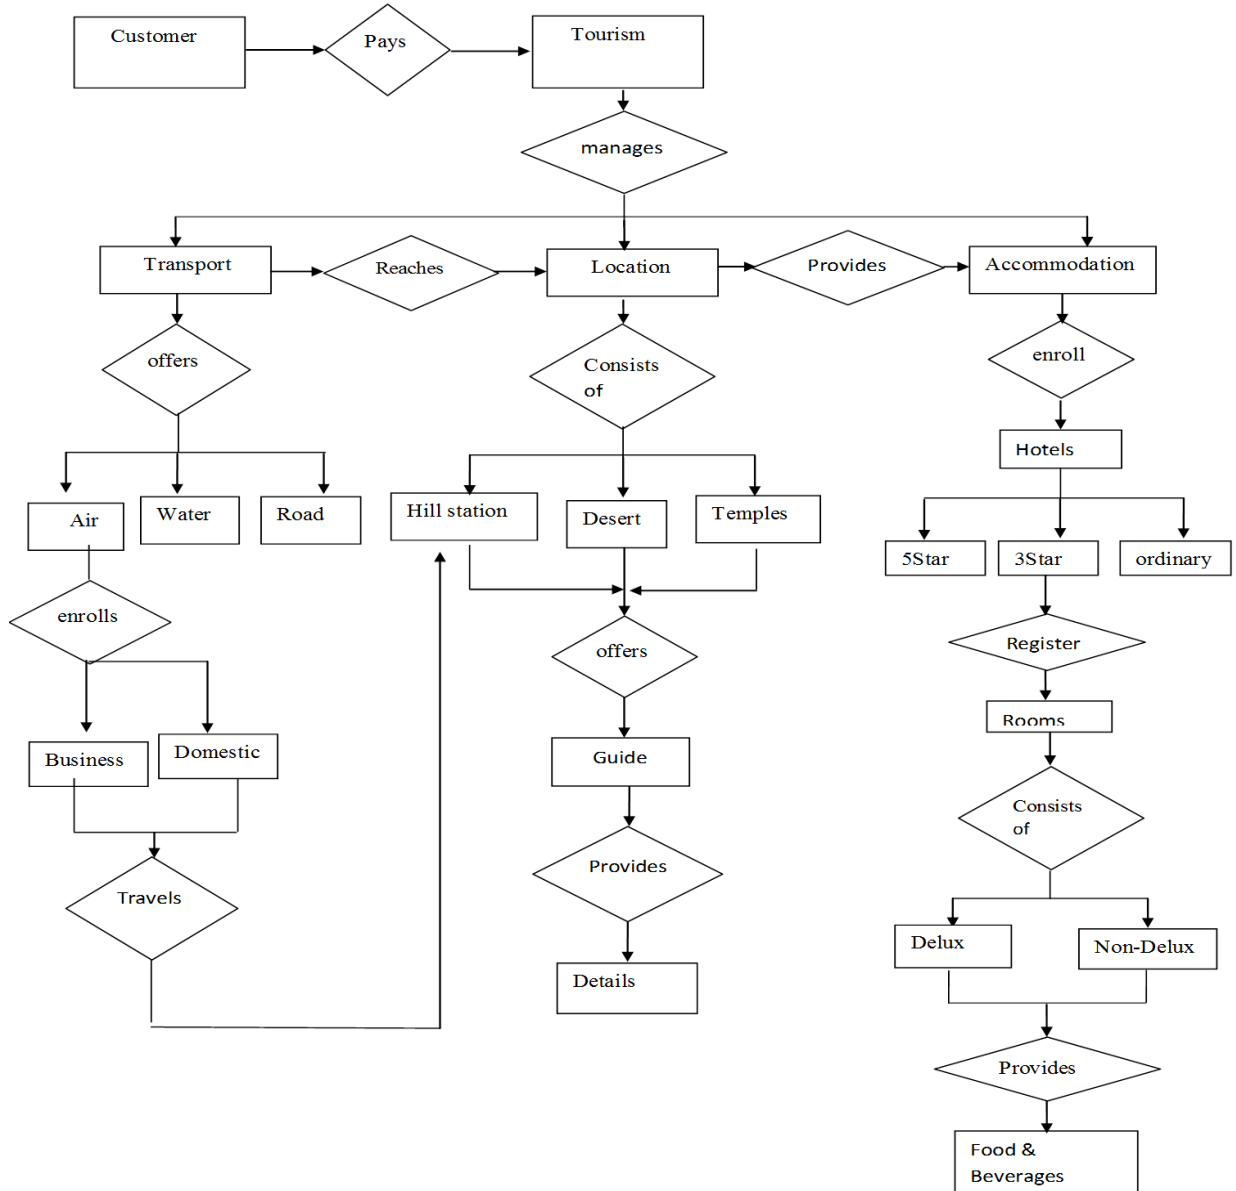 Customer
Pays
Tourism
manages
Transport
Reaches
Location
Provides
Accommodation
offers
Consists
of
enroll
Hotels
Air
Water
Road
Hill station
Desert
Temples
5Star
3Star
ordinary
enrolls
offers
Register
Rooms
Business
Domestic
Guide
Consists
of
Travels
Provides
Delux
Non-Delux
Details
Provides
Food &
Beverages